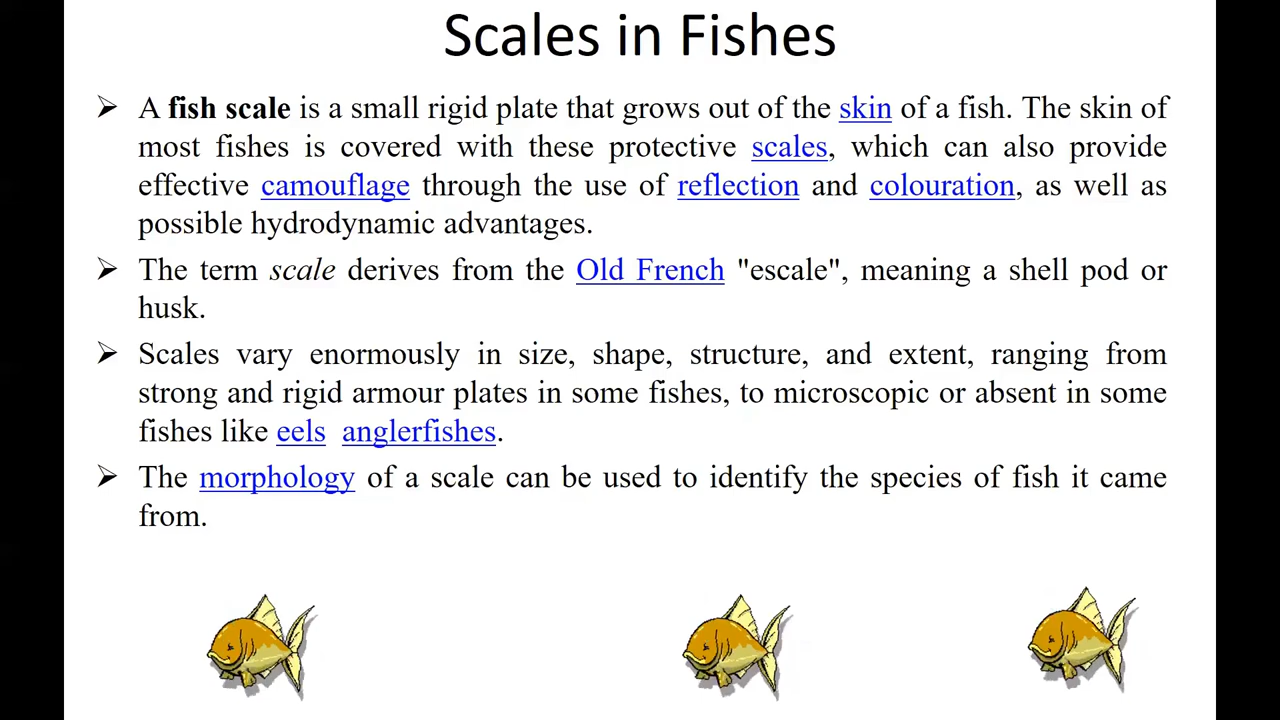 Scales in Fishes
➢ A fish scale is a small rigid plate that grows out of the skin of a fish. The skin of
most fishes is covered with these protective scales, which can also provide
effective camouflage through the use of reflection and colouration, as well as
possible hydrodynamic advantages.
➢ The term scale derives from the Old French "escale", meaning a shell pod or
husk.
➢ Scales vary enormously in size, shape, structure, and extent, ranging from
strong and rigid armour plates in some fishes, to microscopic or absent in some
fishes like eels anglerfishes.
➢ The morphology of a scale can be used to identify the species of fish it came
from.